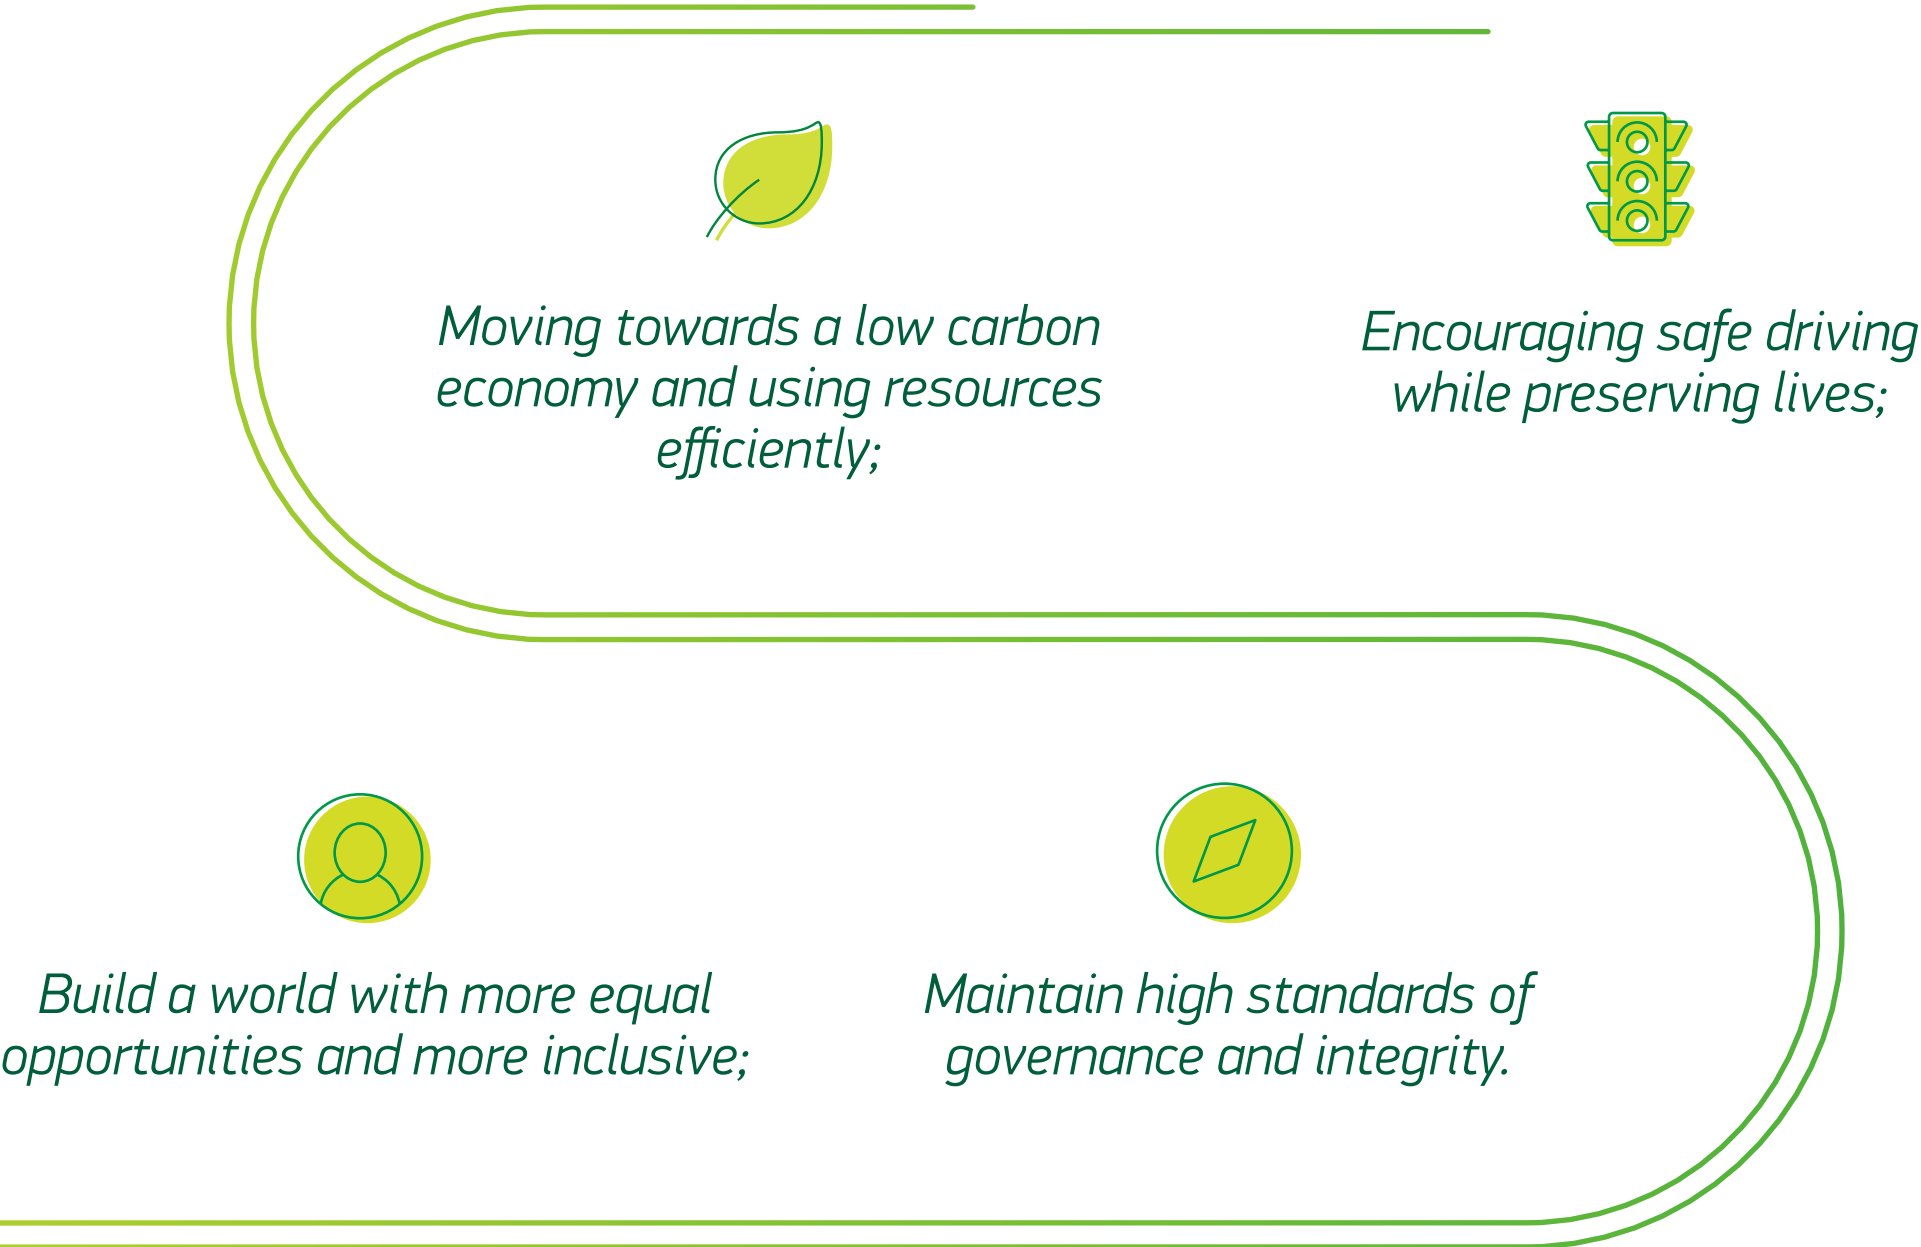 Moving towards a low carbon
economy and using resources
efficiently;
Encouraging safe driving
while preserving lives;
Build a world with more equal
opportunities and more inclusive;
Maintain high standards of
governance and integrity.